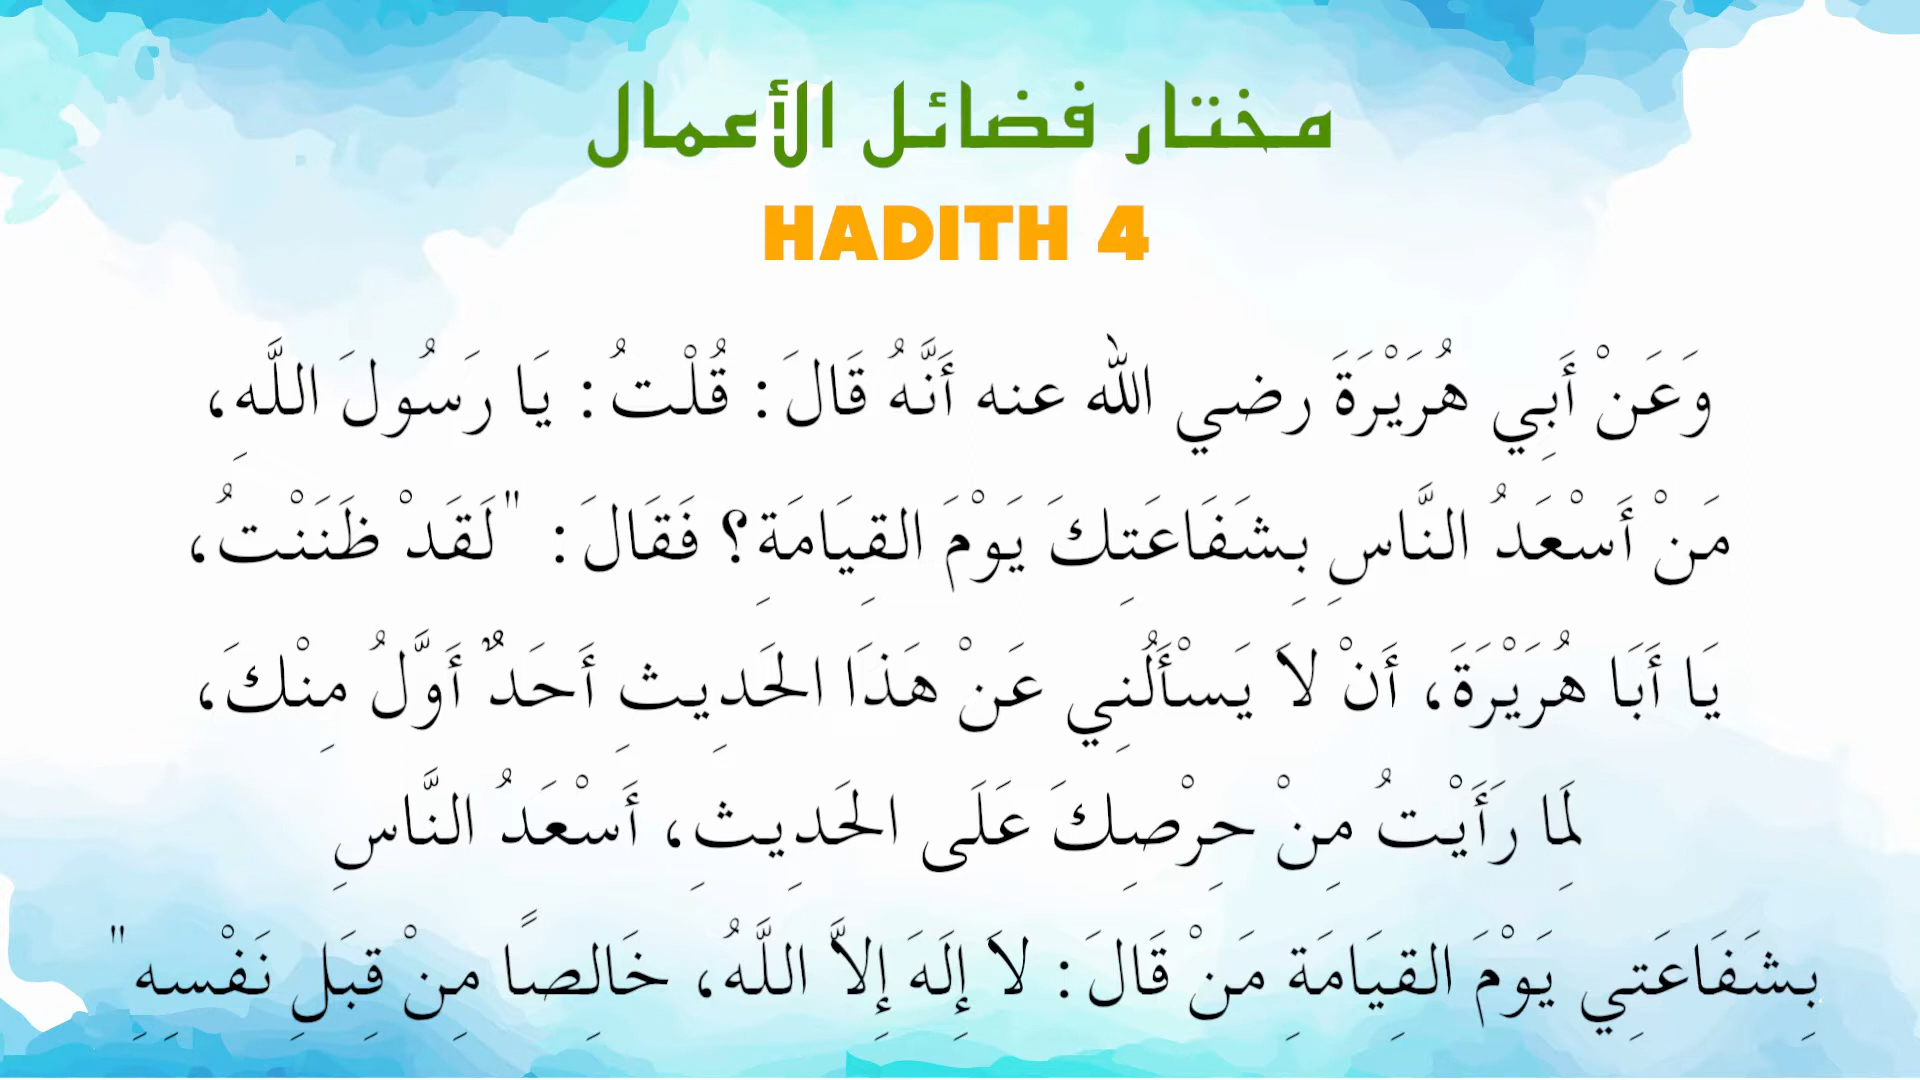 مختار فضائل الأعمال
HADITH 4
وَعَنْ أَبِي هُرَيْرَةَ رضي الله عنه أَنَّهُ قَالَ: قُلْتُ: يَا رَسُولَ اللَّهِ،
مَنْ أَسْعَدُ النَّاسِ بِشَفَاعَتِكَ يَوْمَ القِيَامَةِ؟ فَقَالَ: "لَقَدْ ظَنَنْتُ،
يَا أَبَا هُرَيْرَةَ، أَنْ لاَ يَسْأَلُنِي عَنْ هَذَا الحَدِيثِ أَحَدٌ أَوَّلُ مِنْكَ،
لِمَا رَأَيْتُ مِنْ حِرْصِكَ عَلَى الحَدِيثِ، أَسْعَدُ النَّاسِ
بِشَفَاعَتِي يَوْمَ القِيَامَةِ مَنْ قَالَ: لاَ إِلَهَ إِلاَّ اللَّهُ، خَالِصًا مِنْ قِبَلِ نَفْسِهِ"